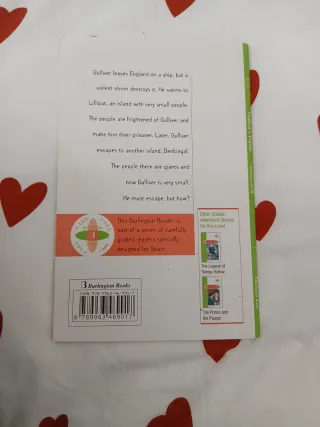 Gulliver leaves England on a ship, but a
violent storm destroys it. He swims to
Lilliput, an island with very small people.
The people are frightened of Gulliver and
make him their prisoner. Later, Gulliver
escapes to another island, Benbingal.
The people there are giants and
now Gulliver is very small.
He must escape, but how?
This Burlington Reader is
part of a series of carefully
graded readers specially
designed for Spain.
1
Other Simple
Adventure Stories
for this Level
The Legend of
Sleepy Hollow
The Prince and
the Pauper
Burlington Books